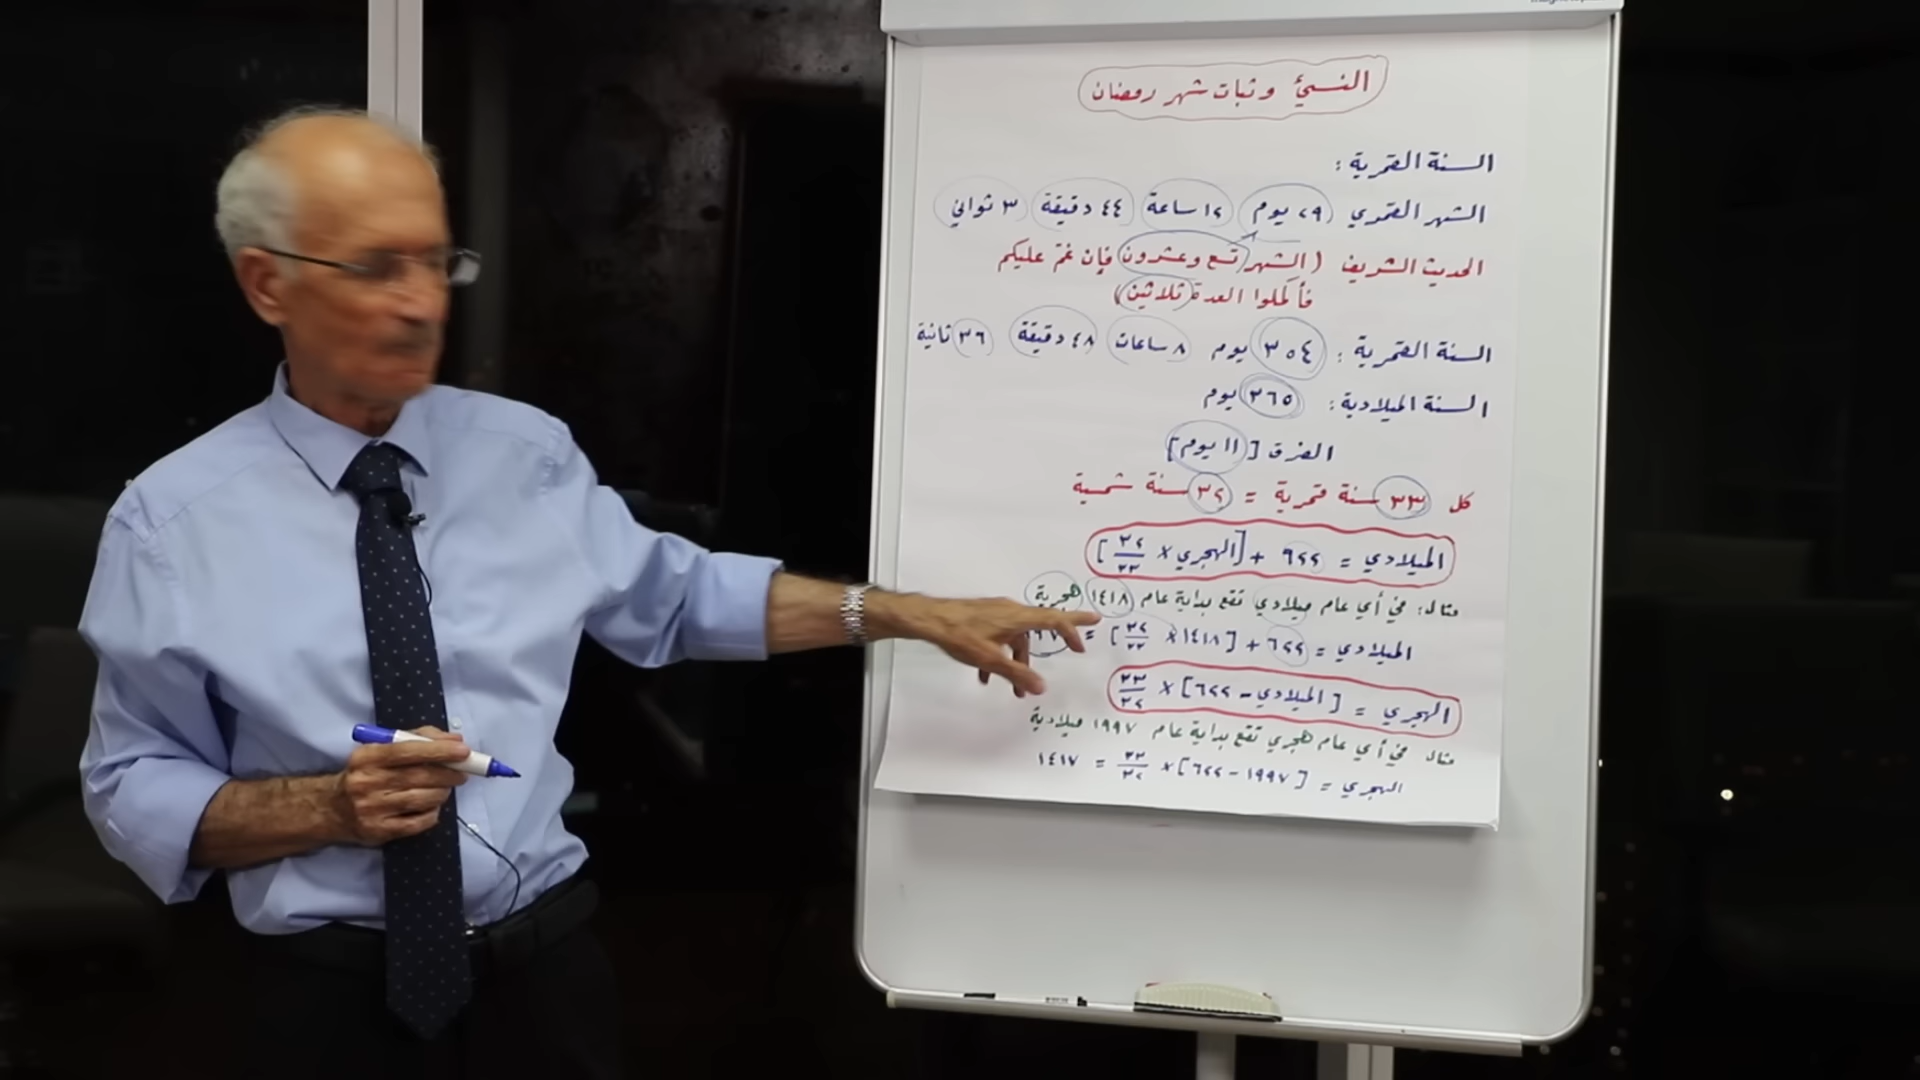 النسيء وثبات شهر رمضان
السنة القمرية :
الشهر القمري ٢٩ يوم ١٢ ساعة ٤٤ دقيقة ٣ ثواني
الحديث الشريف ( الشهر تسع وعشرون فإن غمّ عليكم
فأكملوا العدة ثلاثين)
السنة القمرية : ٣٥٤ يوم ٨ ساعات ٤٨ دقيقة ٣٦ ثانية
السنة الميلادية : ٣٦٥ يوم
الفرق [ ١١ يوم ]
كل ٣٣ سنة قمرية = ٣٢ سنة شمسية
الميلادي = ٦٢٢ + [ الهجري × ٣٢/٣٣ ]
مثال : في أي عام ميلادي تقع بداية عام ١٤١٨ هجرية
الميلادي = ٦٢٢ + [ ١٤١٨ × ٣٢/٣٣ ] =
الهجري = [ الميلادي - ٦٢٢ ] × ٣٣/٣٢
مثال في أي عام هجري تقع بداية عام ١٩٩٧ ميلادية
الهجري = [ ١٩٩٧ - ٦٢٢ ] × ٣٣/٣٢ = ١٤١٧